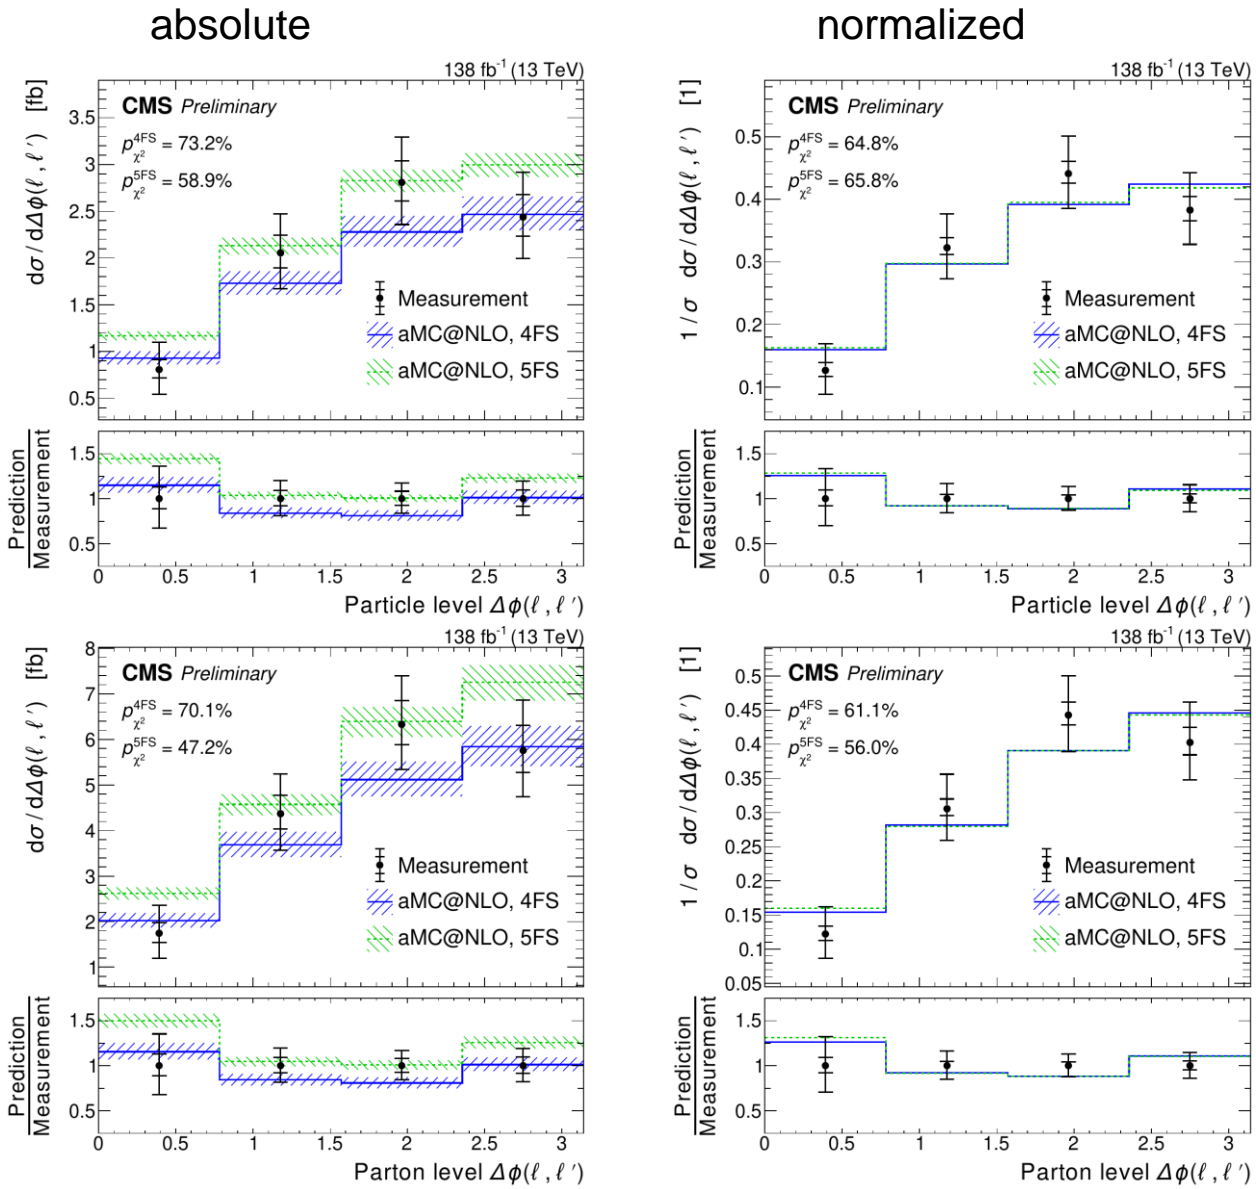 absolute
normalized
138 fb⁻¹ (13 TeV)
dσ / dΔϕ(ℓ, ℓ′) [fb]
CMS Preliminary
p^4FS_χ² = 73.2%
p^5FS_χ² = 58.9%
3.5
3
2.5
2
1.5
1
0.5
Measurement
aMC@NLO, 4FS
aMC@NLO, 5FS
Prediction
Measurement
1.5
1
0.5
0 0.5 1 1.5 2 2.5 3
Particle level Δϕ(ℓ, ℓ′)
138 fb⁻¹ (13 TeV)
1 / σ dσ / dΔϕ(ℓ, ℓ′) [1]
CMS Preliminary
p^4FS_χ² = 64.8%
p^5FS_χ² = 65.8%
0.5
0.4
0.3
0.2
0.1
Measurement
aMC@NLO, 4FS
aMC@NLO, 5FS
Prediction
Measurement
1.5
1
0.5
0 0.5 1 1.5 2 2.5 3
Particle level Δϕ(ℓ, ℓ′)
138 fb⁻¹ (13 TeV)
dσ / dΔϕ(ℓ, ℓ′) [fb]
CMS Preliminary
p^4FS_χ² = 70.1%
p^5FS_χ² = 47.2%
8
7
6
5
4
3
2
1
Measurement
aMC@NLO, 4FS
aMC@NLO, 5FS
Prediction
Measurement
1.5
1
0.5
0 0.5 1 1.5 2 2.5 3
Parton level Δϕ(ℓ, ℓ′)
138 fb⁻¹ (13 TeV)
1 / σ dσ / dΔϕ(ℓ, ℓ′) [1]
CMS Preliminary
p^4FS_χ² = 61.1%
p^5FS_χ² = 56.0%
0.5
0.45
0.4
0.35
0.3
0.25
0.2
0.15
0.1
0.05
Measurement
aMC@NLO, 4FS
aMC@NLO, 5FS
Prediction
Measurement
1.5
1
0.5
0 0.5 1 1.5 2 2.5 3
Parton level Δϕ(ℓ, ℓ′)